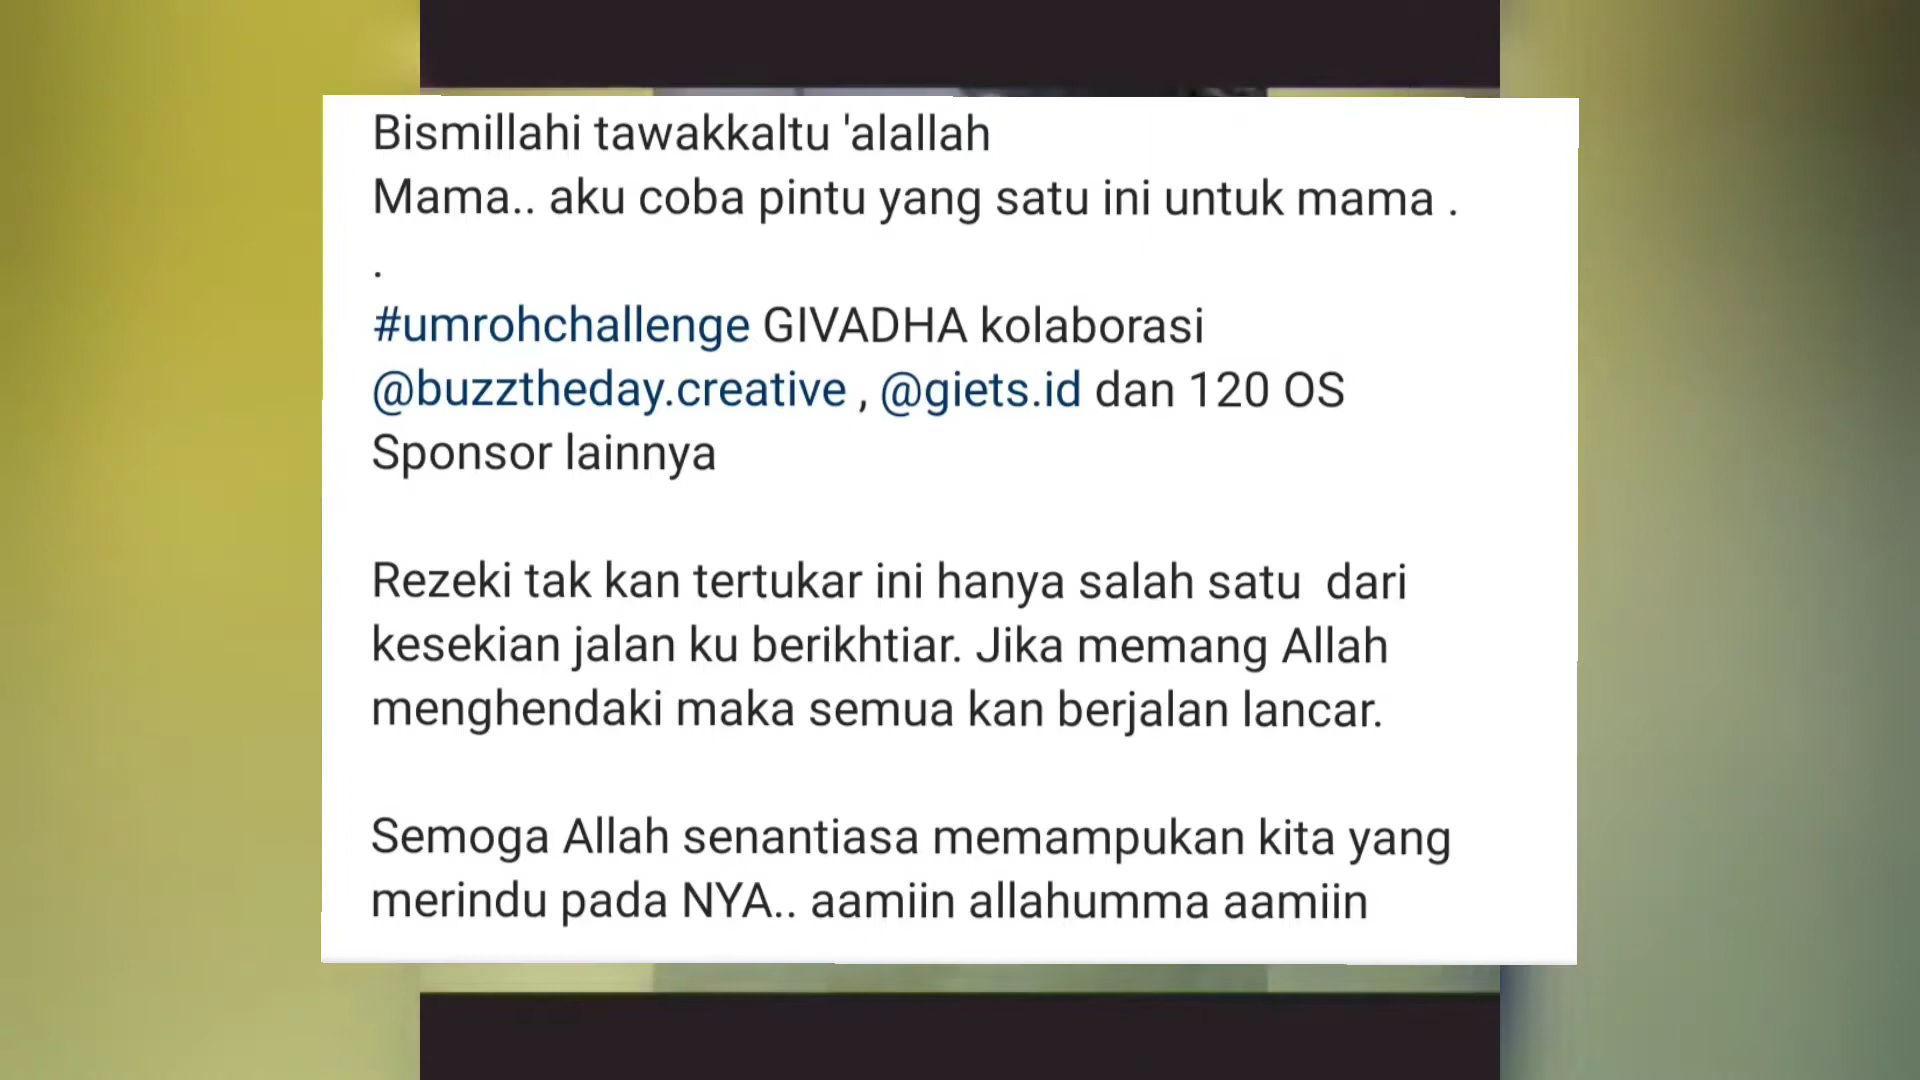 Bismillahi tawakkaltu 'alallah
Mama.. aku coba pintu yang satu ini untuk mama .
.
#umrohchallenge GIVADHA kolaborasi
@buzztheday.creative , @giets.id dan 120 OS
Sponsor lainnya
Rezeki tak kan tertukar ini hanya salah satu  dari
kesekian jalan ku berikhtiar. Jika memang Allah
menghendaki maka semua kan berjalan lancar.
Semoga Allah senantiasa memampukan kita yang
merindu pada NYA.. aamiin allahumma aamiin